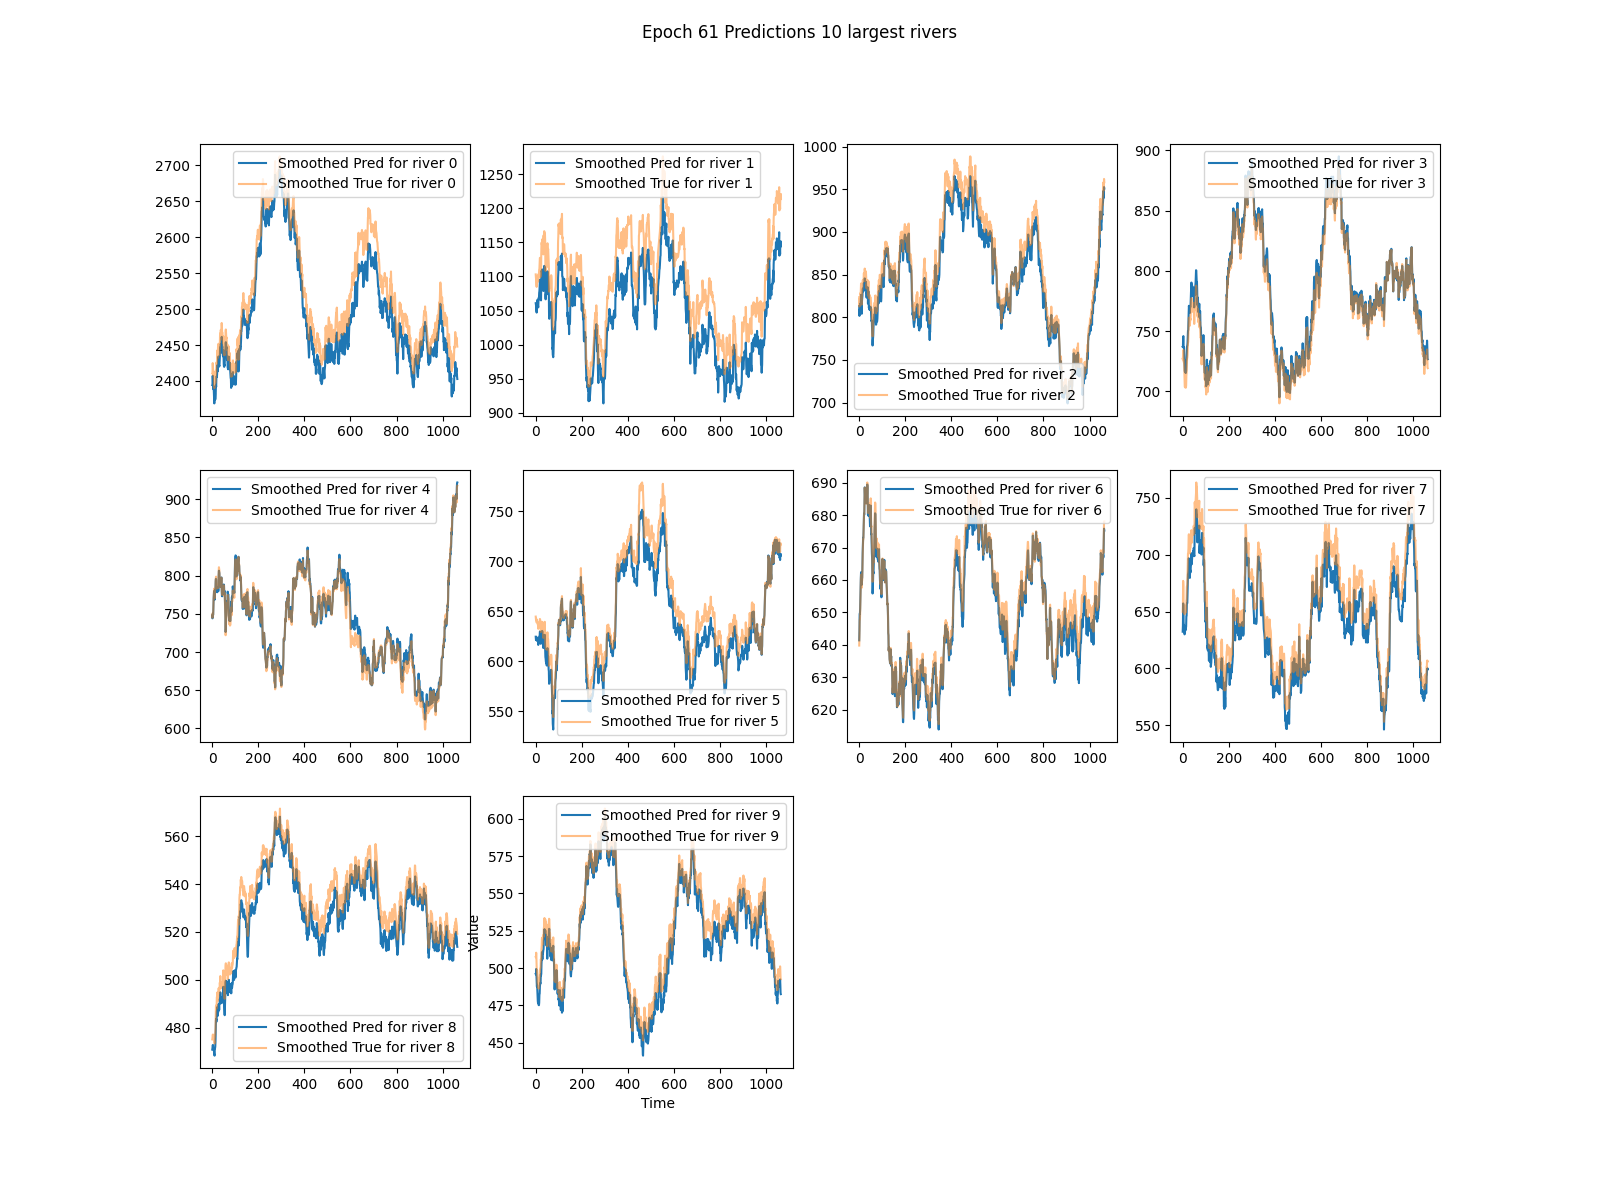 Epoch 61 Predictions 10 largest rivers
2700
2650
2600
2550
2500
2450
2400
0 200 400 600 800 1000
Smoothed Pred for river 0
Smoothed True for river 0
1250
1200
1150
1100
1050
1000
950
900
0 200 400 600 800 1000
Smoothed Pred for river 1
Smoothed True for river 1
1000
950
900
850
800
750
700
0 200 400 600 800 1000
Smoothed Pred for river 2
Smoothed True for river 2
900
850
800
750
700
0 200 400 600 800 1000
Smoothed Pred for river 3
Smoothed True for river 3
900
850
800
750
700
650
600
0 200 400 600 800 1000
Smoothed Pred for river 4
Smoothed True for river 4
750
700
650
600
550
0 200 400 600 800 1000
Smoothed Pred for river 5
Smoothed True for river 5
690
680
670
660
650
640
630
620
0 200 400 600 800 1000
Smoothed Pred for river 6
Smoothed True for river 6
750
700
650
600
550
0 200 400 600 800 1000
Smoothed Pred for river 7
Smoothed True for river 7
560
540
520
500
480
0 200 400 600 800 1000
Smoothed Pred for river 8
Smoothed True for river 8
Value
600
575
550
525
500
475
450
0 200 400 600 800 1000
Smoothed Pred for river 9
Smoothed True for river 9
Time